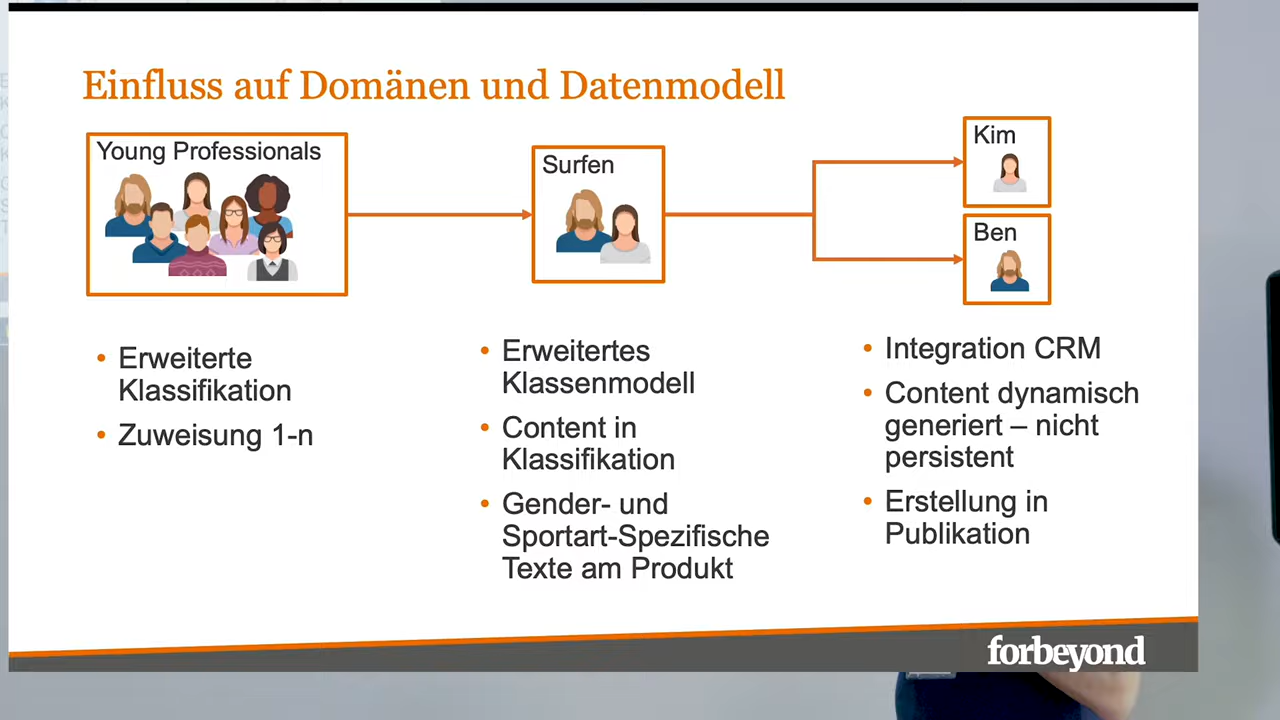 Einfluss auf Domänen und Datenmodell
Young Professionals
Surfen
Kim
Ben
• Erweiterte
Klassifikation
• Zuweisung 1-n
• Erweitertes
Klassenmodell
• Content in
Klassifikation
• Gender- und
Sportart-Spezifische
Texte am Produkt
• Integration CRM
• Content dynamisch
generiert – nicht
persistent
• Erstellung in
Publikation
forbeyond